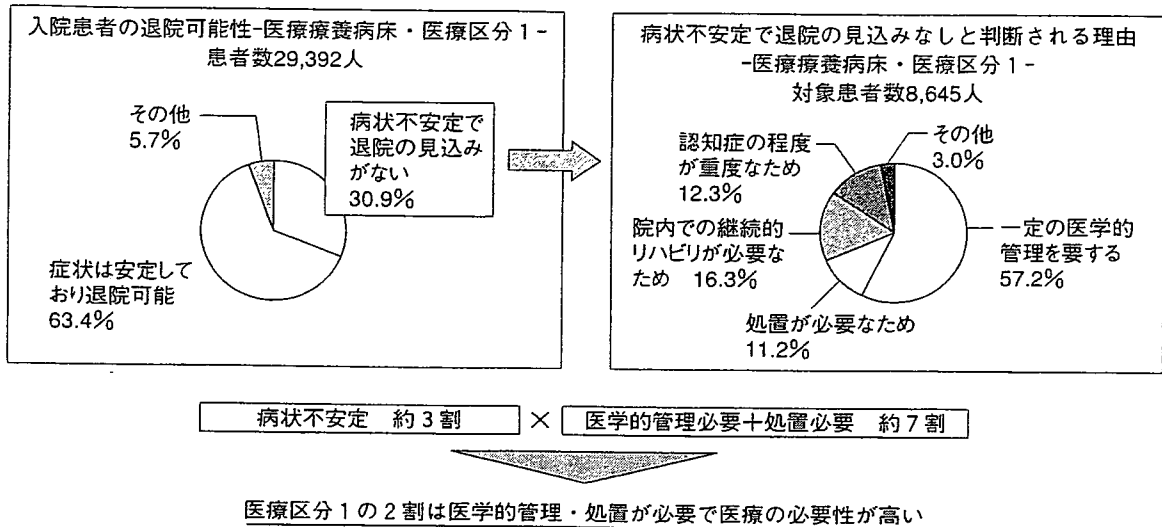 入院患者の退院可能性-医療療養病床・医療区分1-
患者数29,392人
その他
5.7%
病状不安定で
退院の見込み
がない
30.9%
症状は安定して
おり退院可能
63.4%
病状不安定で退院の見込みなしと判断される理由
-医療療養病床・医療区分1-
対象患者数8,645人
認知症の程度
が重度なため
12.3%
その他
3.0%
院内での継続的
リハビリが必要な
ため 16.3%
一定の医学的
管理を要する
57.2%
処置が必要なため
11.2%
病状不安定 約3割 × 医学的管理必要+処置必要 約7割
医療区分1の2割は医学的管理・処置が必要で医療の必要性が高い